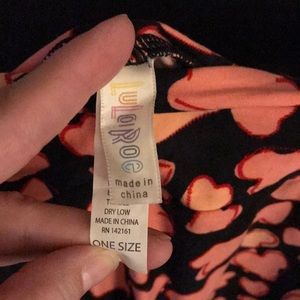 LuLaRoe
made in
china
DRY LOW
MADE IN CHINA
RN 142161
ONE SIZE